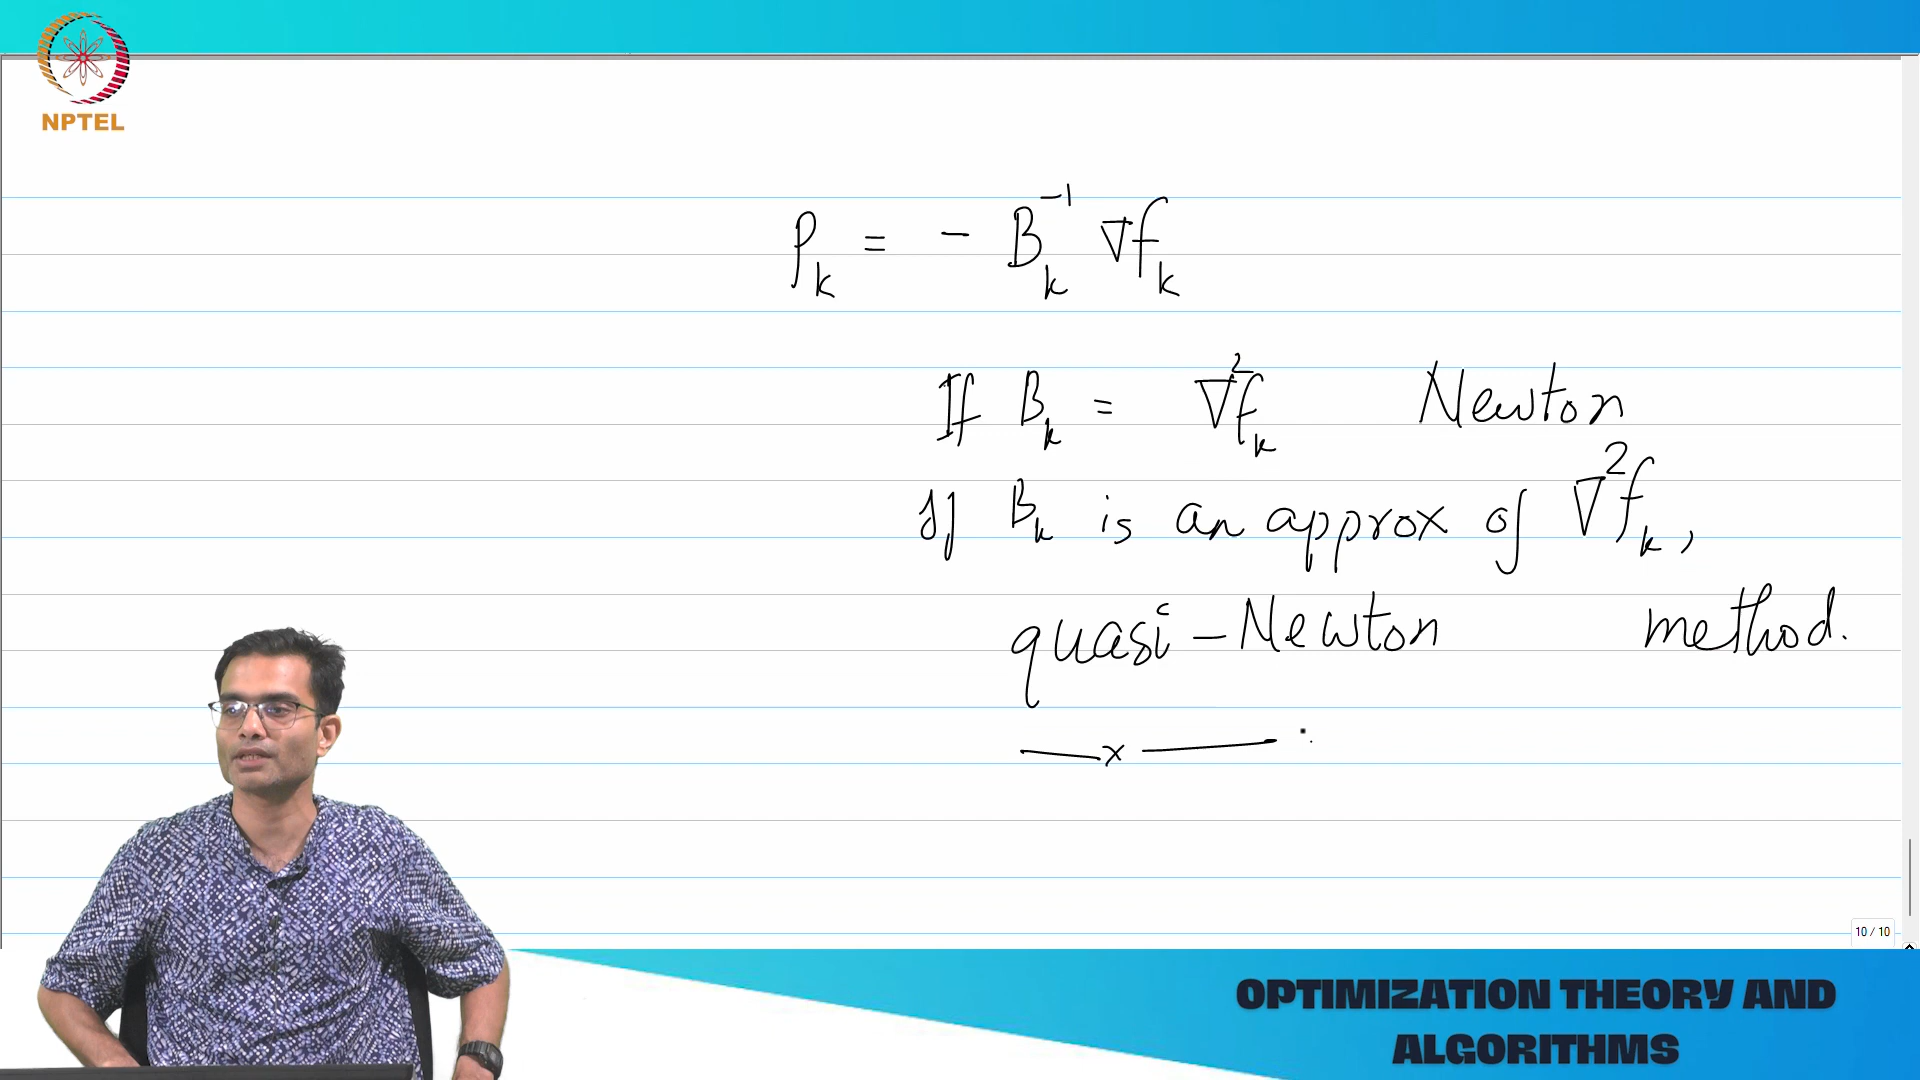 NPTEL
P_k = - B_k^{-1} ∇f_k
If B_k = ∇²f_k Newton
If B_k is an approx of ∇²f_k,
quasi-Newton method.
—x—
10 / 10
OPTIMIZATION THEORY AND
ALGORITHMS